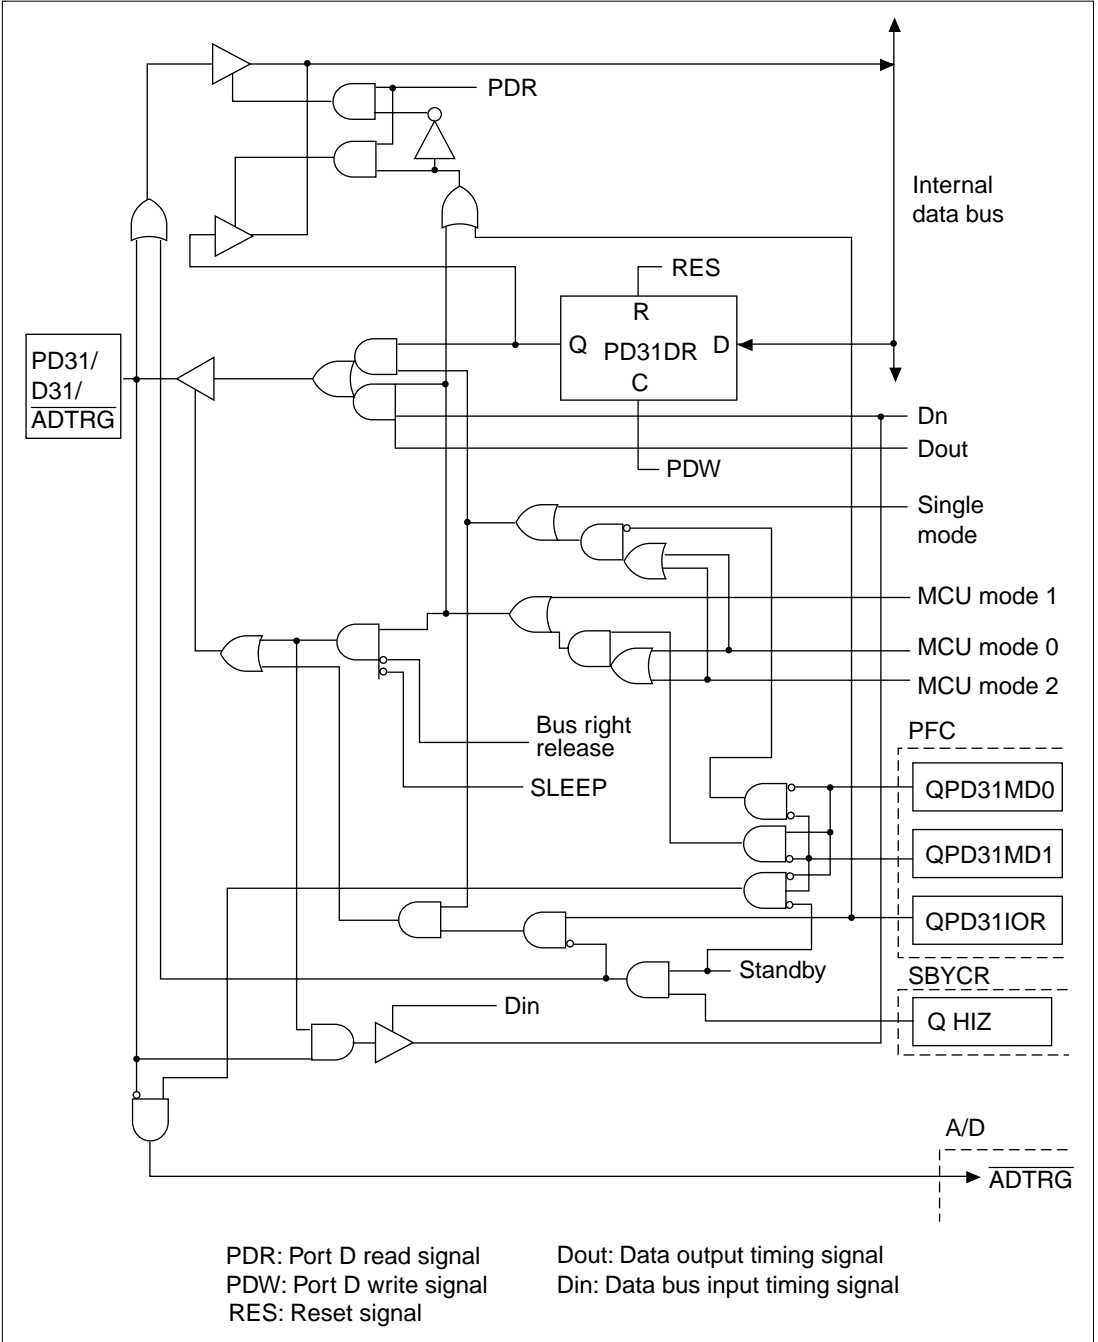 PDR
Internal
data bus
RES
R
Q
PD31DR
D
C
PD31/
D31/
ADTRG
Dn
Dout
PDW
Single
mode
MCU mode 1
MCU mode 0
MCU mode 2
Bus right
release
PFC
SLEEP
QPD31MD0
QPD31MD1
QPD31IOR
Standby
SBYCR
Din
Q HIZ
A/D
ADTRG
PDR: Port D read signal
Dout: Data output timing signal
PDW: Port D write signal
Din: Data bus input timing signal
RES: Reset signal